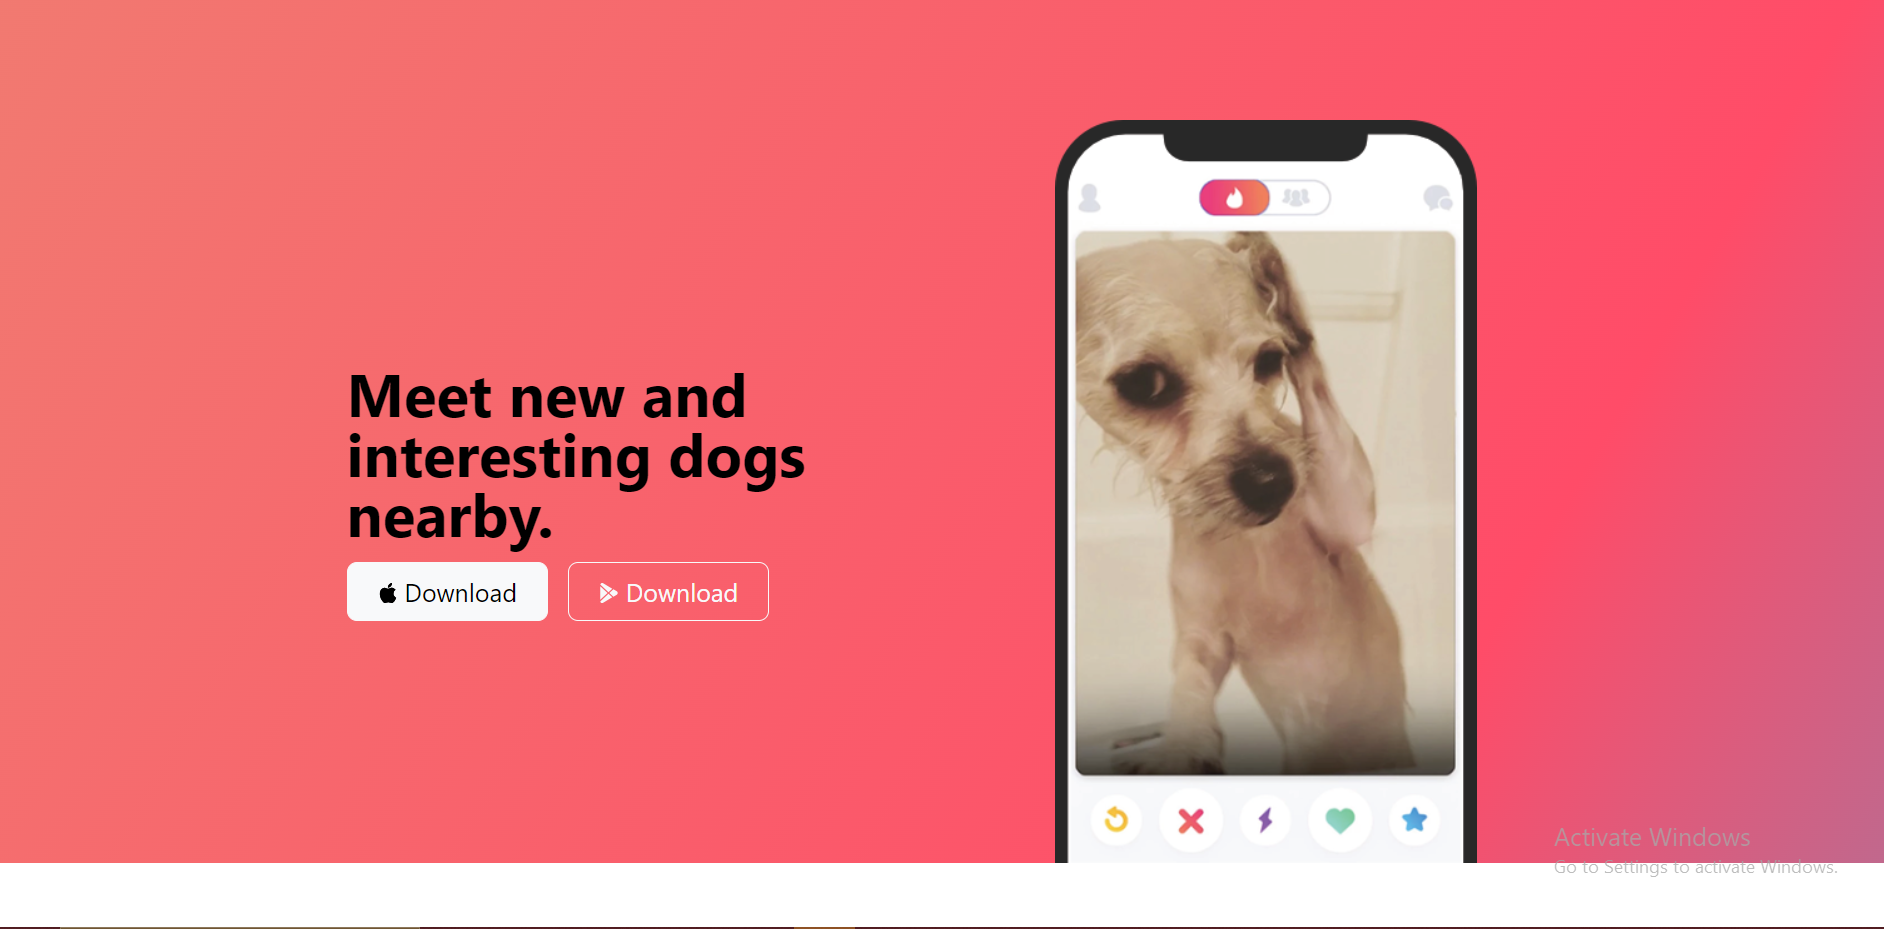 Meet new and
interesting dogs
nearby.
Download
Download
Activate Windows
Go to Settings to activate Windows.